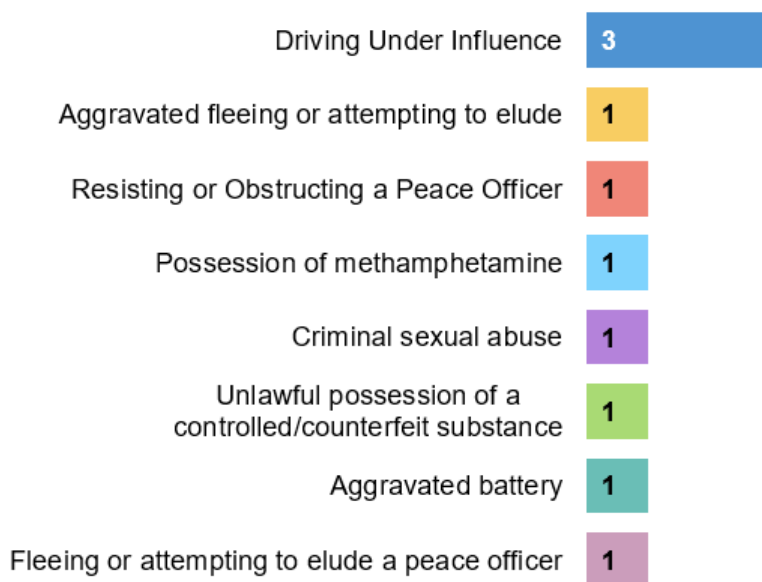 Driving Under Influence 3
Aggravated fleeing or attempting to elude 1
Resisting or Obstructing a Peace Officer 1
Possession of methamphetamine 1
Criminal sexual abuse 1
Unlawful possession of a
controlled/counterfeit substance 1
Aggravated battery 1
Fleeing or attempting to elude a peace officer 1